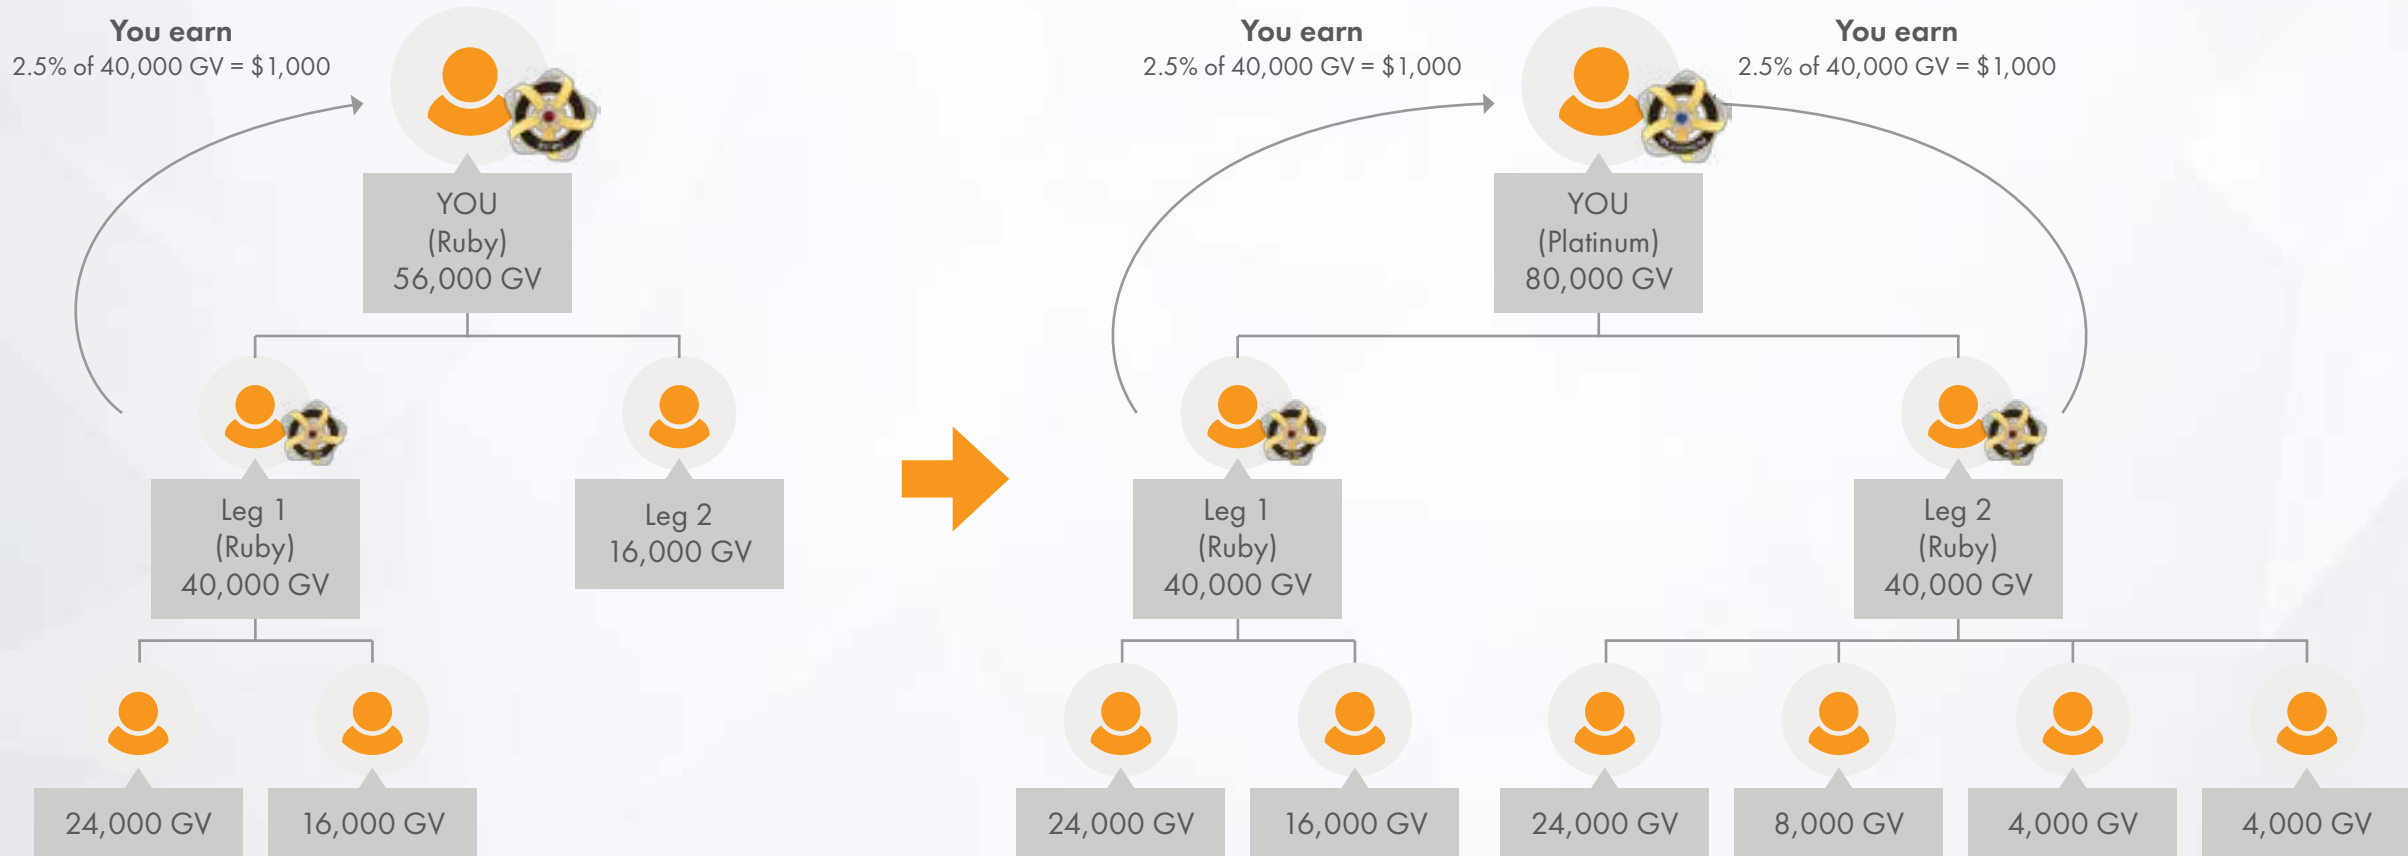 You earn
2.5% of 40,000 GV = $1,000
YOU
(Ruby)
56,000 GV
Leg 1
(Ruby)
40,000 GV
Leg 2
16,000 GV
24,000 GV
16,000 GV
You earn
2.5% of 40,000 GV = $1,000
You earn
2.5% of 40,000 GV = $1,000
YOU
(Platinum)
80,000 GV
Leg 1
(Ruby)
40,000 GV
Leg 2
(Ruby)
40,000 GV
24,000 GV
16,000 GV
24,000 GV
8,000 GV
4,000 GV
4,000 GV